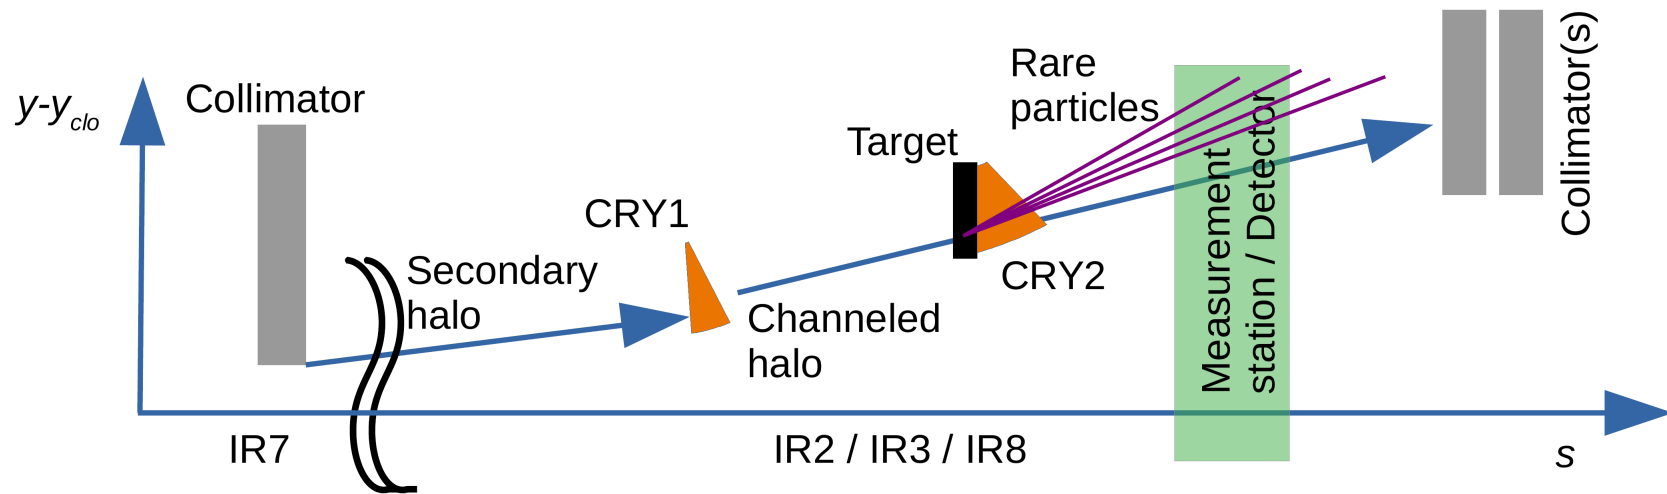 y-y_clo
Collimator
Secondary
halo
CRY1
Channeled
halo
Target
CRY2
Rare
particles
Measurement
station / Detector
Collimator(s)
IR7
IR2 / IR3 / IR8
s